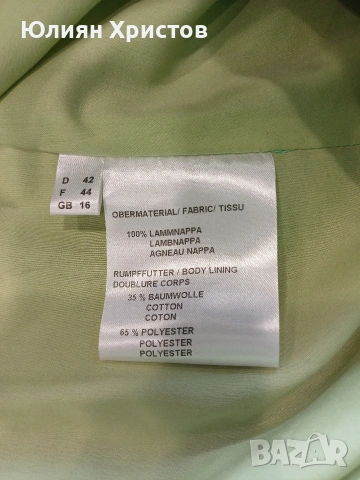 Юлиян Христов
D 42
F 44
GB 16
OBERMATERIAL/ FABRIC/ TISSU
100% LAMMNAPPA
LAMBNAPPA
AGNEAU NAPPA
RUMPFFUTTER / BODY LINING
DOUBLURE CORPS
35 % BAUMWOLLE
COTTON
COTON
65 % POLYESTER
POLYESTER
POLYESTER
BAZAR